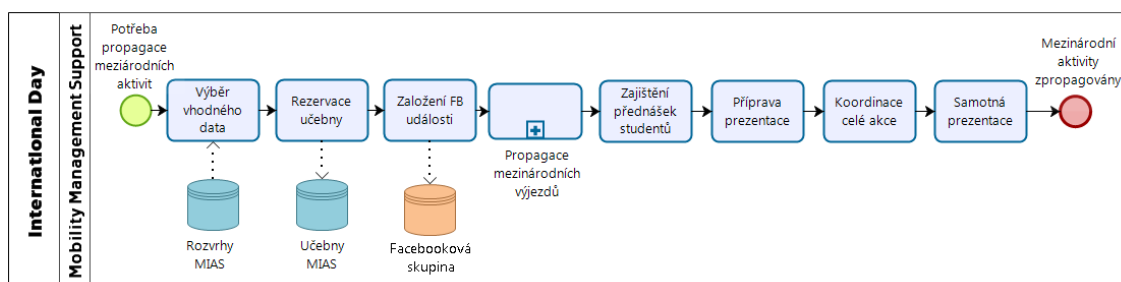 International Day
Mobility Management Support
Potřeba
propagace
meziárodních
aktivit
Výběr
vhodného
data
Rezervace
učebny
Založení FB
události
Propagace
mezinárodních
výjezdů
Zajištění
přednášek
studentů
Příprava
prezentace
Koordinace
celé akce
Samotná
prezentace
Mezinárodní
aktivity
zpropagovány
Rozvrhy
MIAS
Učebny
MIAS
Facebooková
skupina